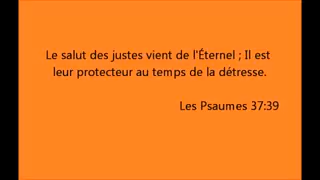 Le salut des justes vient de l'Éternel ; Il est
leur protecteur au temps de la détresse.
Les Psaumes 37:39